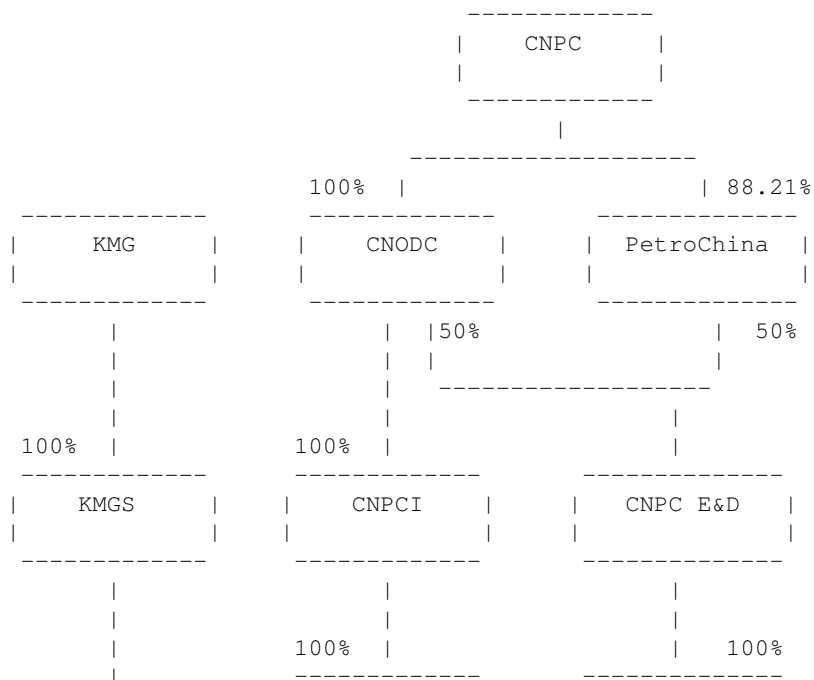 CNPC
100% 88.21%
KMG CNODC PetroChina
50% 50%
100% 100%
KMGS CNPCI CNPC E&D
100% 100%